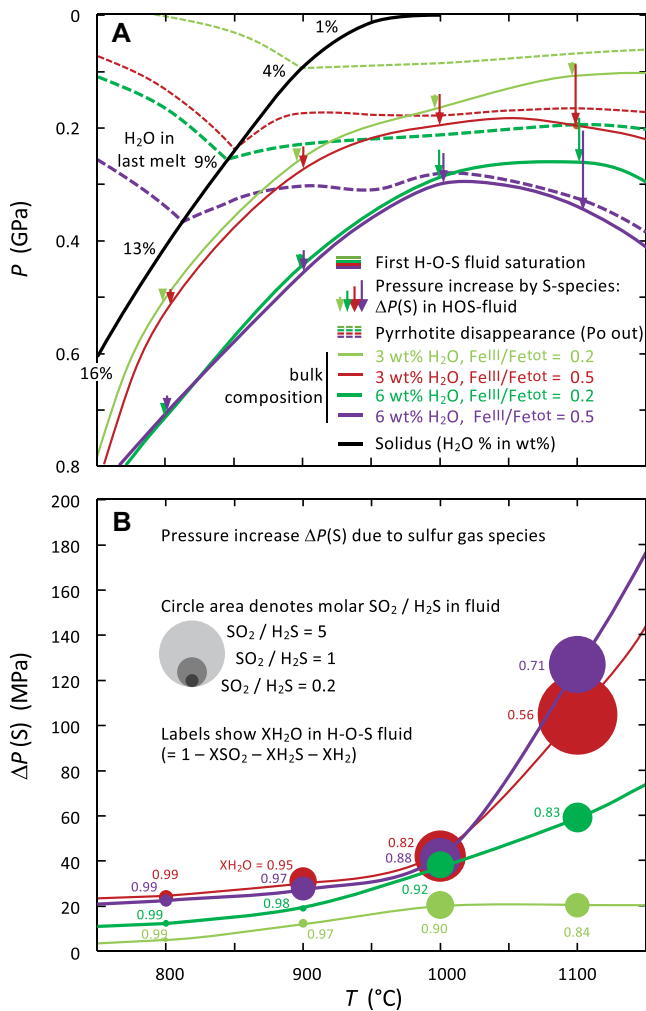 A
1%
0
4%
0.2
H₂O in
last melt 9%
P (GPa)
0.4
13%
First H-O-S fluid saturation
Pressure increase by S-species:
ΔP(S) in HOS-fluid
Pyrrhotite disappearance (Po out)
0.6
16%
bulk
composition
3 wt% H₂O, FeIII/Fetot = 0.2
3 wt% H₂O, FeIII/Fetot = 0.5
6 wt% H₂O, FeIII/Fetot = 0.2
6 wt% H₂O, FeIII/Fetot = 0.5
Solidus (H₂O % in wt%)
0.8
B
200
Pressure increase ΔP(S) due to sulfur gas species
180
160
Circle area denotes molar SO₂ / H₂S in fluid
SO₂ / H₂S = 5
SO₂ / H₂S = 1
SO₂ / H₂S = 0.2
140
120
0.71
ΔP (S) (MPa)
Labels show XH₂O in H-O-S fluid
(= 1 – XSO₂ – XH₂S – XH₂)
0.56
100
80
0.83
60
0.82
0.88
0.92
40
0.99
0.99
XH₂O = 0.95
0.97
0.98
20
0.99
0.97
0.90
0.84
0
800
900
1000
1100
T (°C)